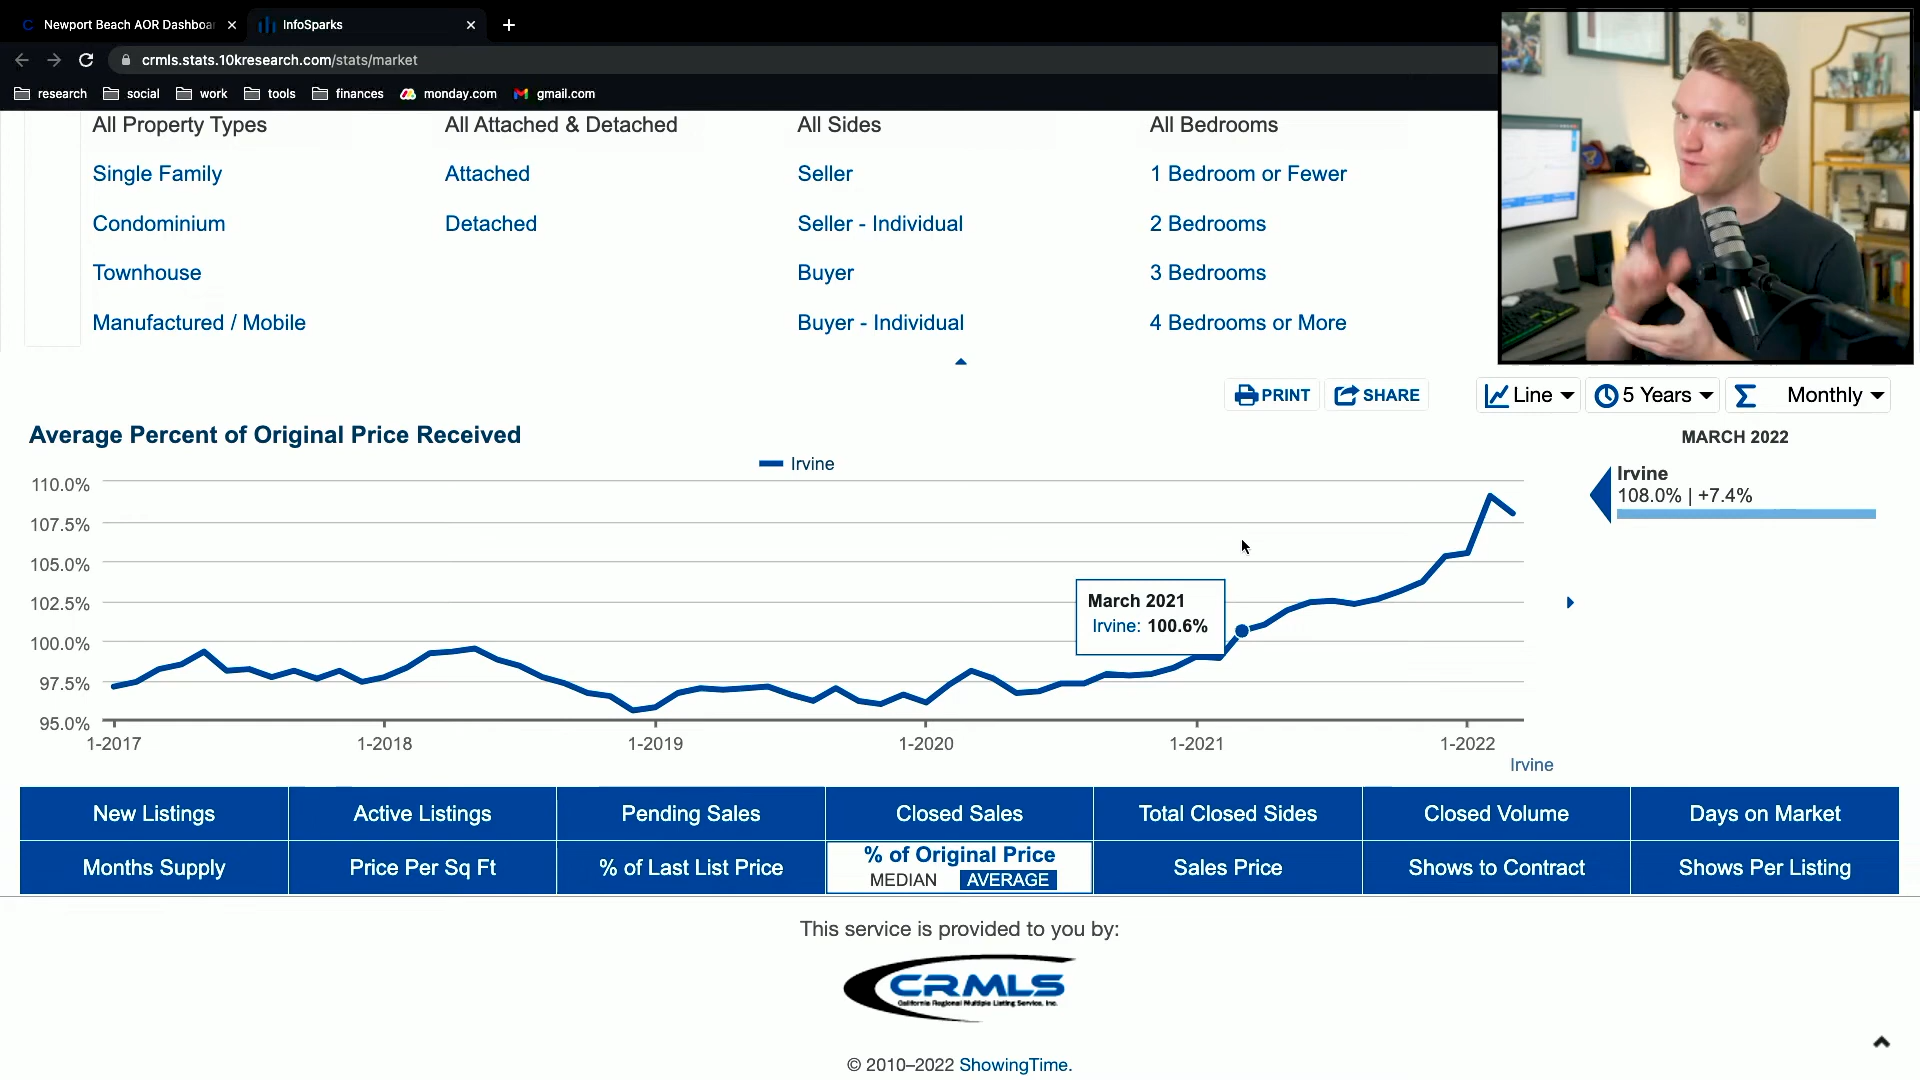 Newport Beach AOR Dashboa
InfoSparks
crmls.stats.10kresearch.com/stats/market
research
social
work
tools
finances
monday.com
gmail.com
All Property Types
All Attached & Detached
All Sides
All Bedrooms
Single Family
Attached
Seller
1 Bedroom or Fewer
Condominium
Detached
Seller - Individual
2 Bedrooms
Townhouse
Buyer
3 Bedrooms
Manufactured / Mobile
Buyer - Individual
4 Bedrooms or More
PRINT
SHARE
Line
5 Years
Monthly
Average Percent of Original Price Received
MARCH 2022
Irvine
Irvine
108.0% | +7.4%
110.0%
107.5%
105.0%
102.5%
100.0%
97.5%
95.0%
March 2021
Irvine: 100.6%
1-2017
1-2018
1-2019
1-2020
1-2021
1-2022
Irvine
New Listings
Active Listings
Pending Sales
Closed Sales
Total Closed Sides
Closed Volume
Days on Market
Months Supply
Price Per Sq Ft
% of Last List Price
% of Original Price
MEDIAN AVERAGE
Sales Price
Shows to Contract
Shows Per Listing
This service is provided to you by:
CRMLS
California Regional Multiple Listing Service, Inc.
© 2010–2022 ShowingTime.